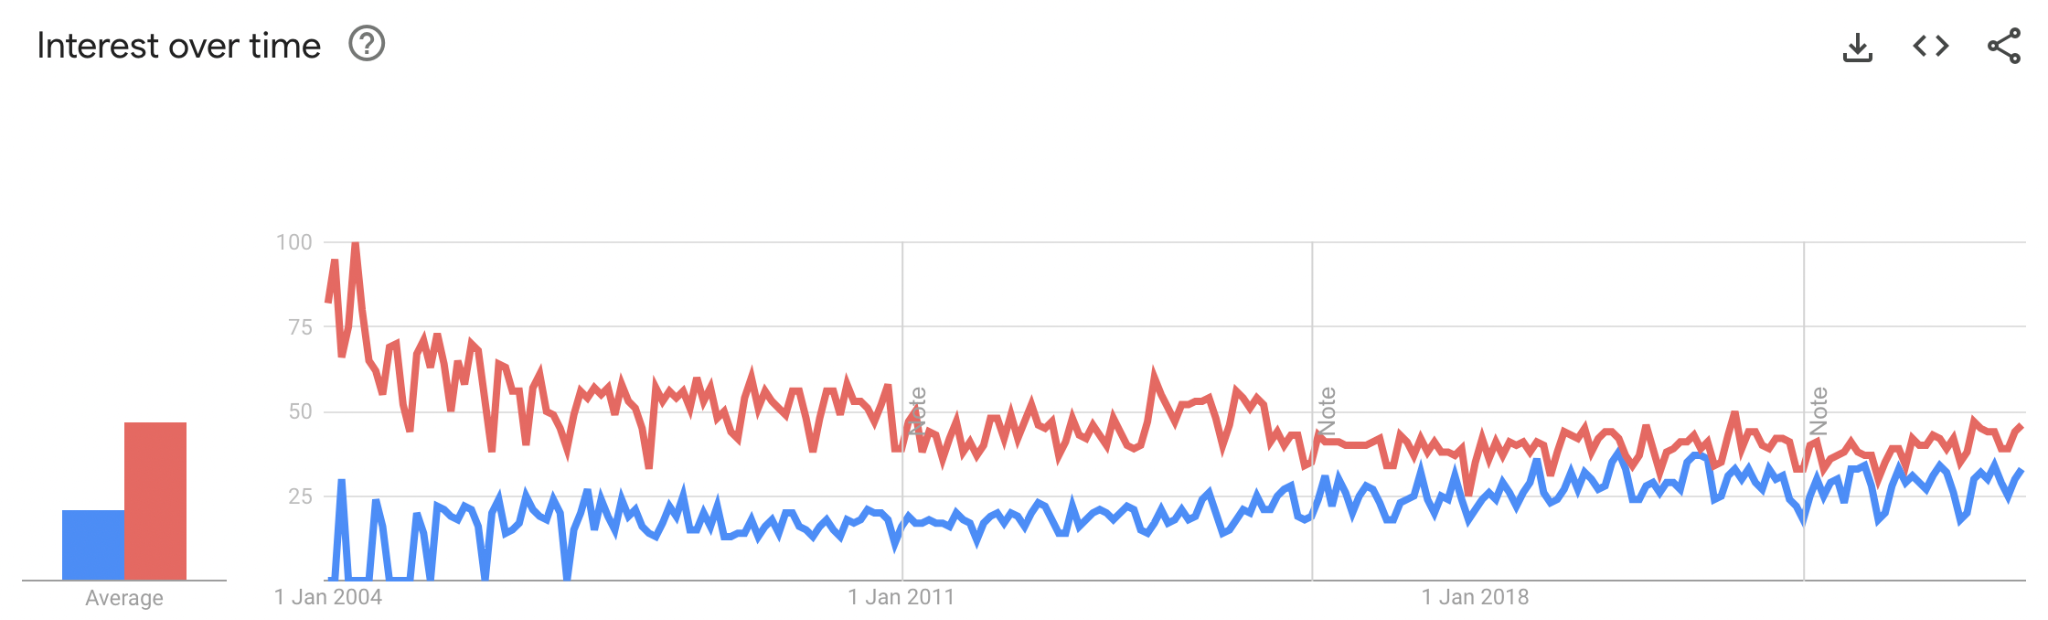 Interest over time
100
75
50
25
Note
Note
Note
Average
1 Jan 2004
1 Jan 2011
1 Jan 2018